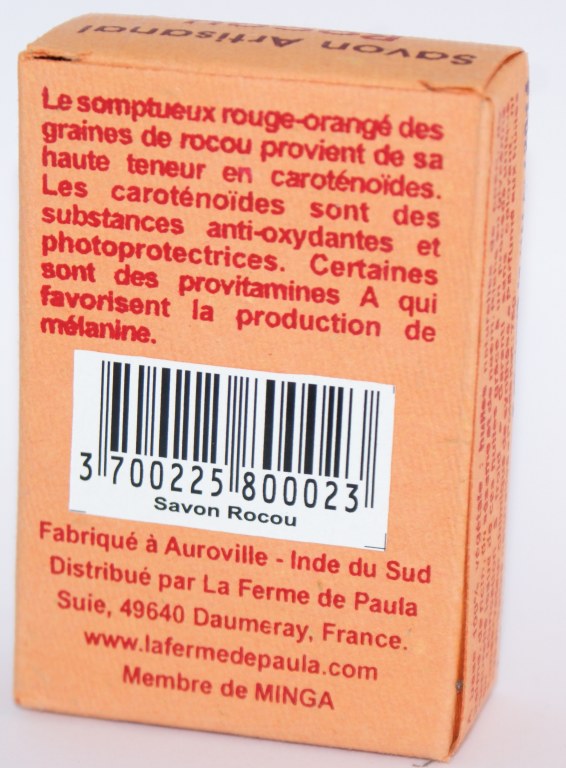 Savon Artisanal
Rocou
Le somptueux rouge-orangé des
graines de rocou provient de sa
haute teneur en caroténoïdes.
Les caroténoïdes sont des
substances anti-oxydantes et
photoprotectrices. Certaines
sont des provitamines A qui
favorisent la production de
mélanine.
3 700225 800023
Savon Rocou
Fabriqué à Auroville - Inde du Sud
Distribué par La Ferme de Paula
Suie, 49640 Daumeray, France.
www.lafermedepaula.com
Membre de MINGA